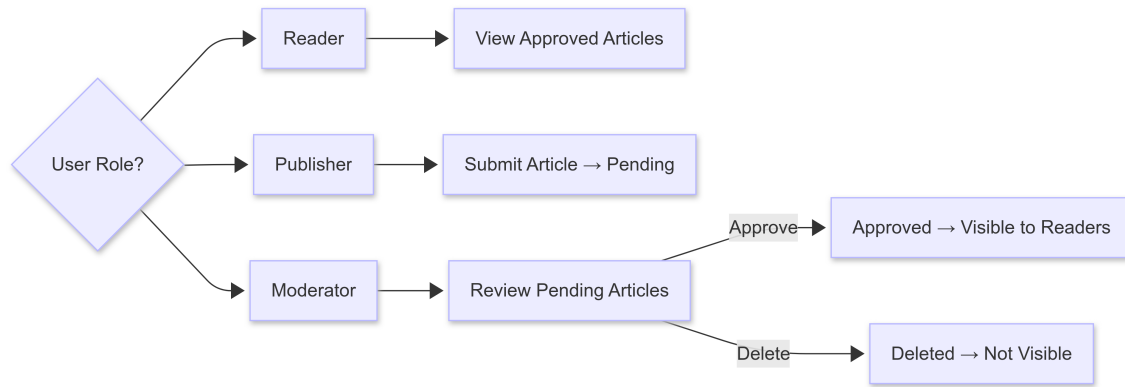 Reader
View Approved Articles
User Role?
Publisher
Submit Article → Pending
Approve
Approved → Visible to Readers
Moderator
Review Pending Articles
Delete
Deleted → Not Visible